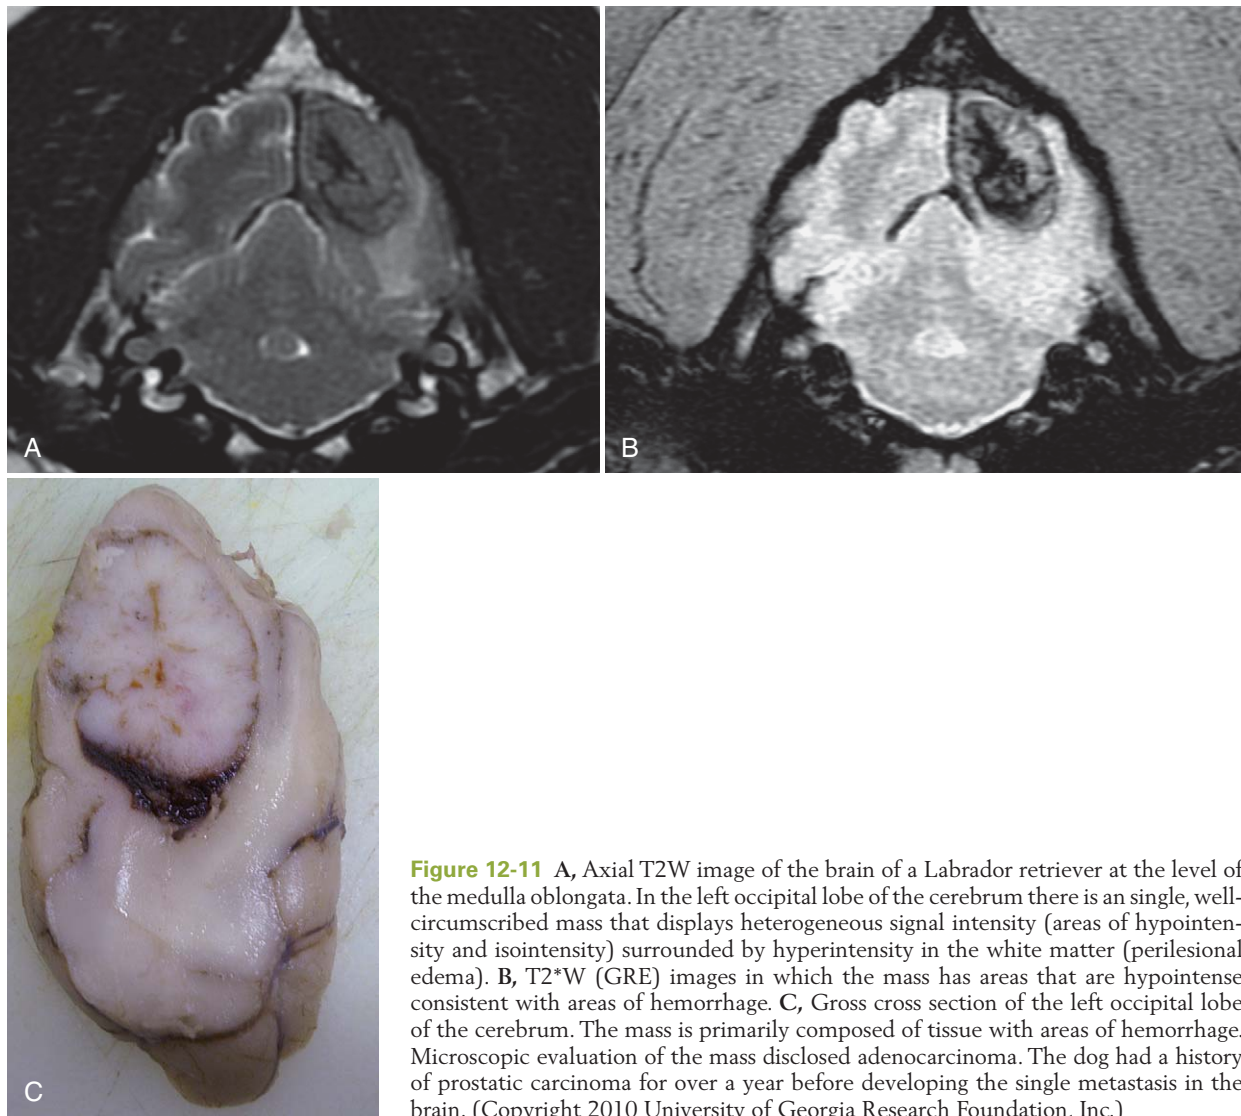 A
B
C
Figure 12-11 A, Axial T2W image of the brain of a Labrador retriever at the level of
the medulla oblongata. In the left occipital lobe of the cerebrum there is an single, well-
circumscribed mass that displays heterogeneous signal intensity (areas of hypointen-
sity and isointensity) surrounded by hyperintensity in the white matter (perilesional
edema). B, T2*W (GRE) images in which the mass has areas that are hypointense
consistent with areas of hemorrhage. C, Gross cross section of the left occipital lobe
of the cerebrum. The mass is primarily composed of tissue with areas of hemorrhage.
Microscopic evaluation of the mass disclosed adenocarcinoma. The dog had a history
of prostatic carcinoma for over a year before developing the single metastasis in the
brain. (Copyright 2010 University of Georgia Research Foundation, Inc.)